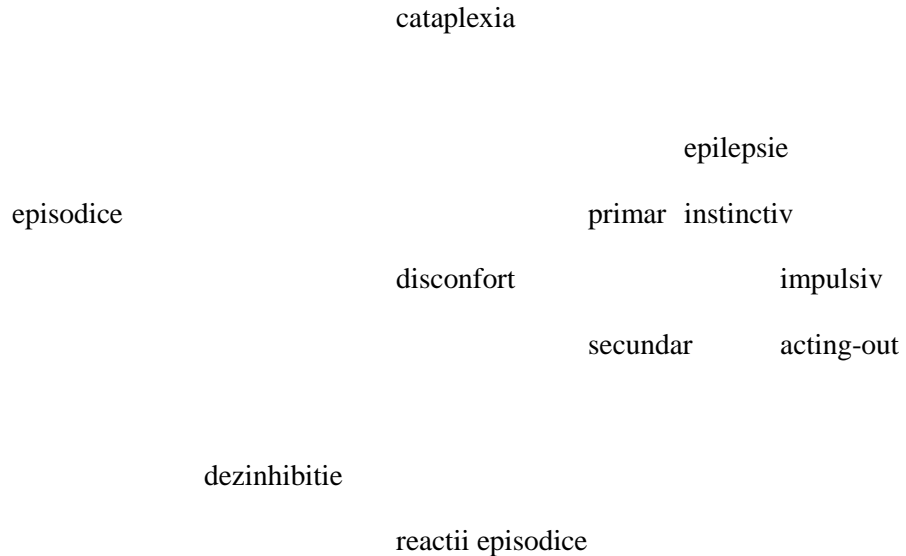 cataplexia
epilepsie
episodice primar instinctiv
disconfort impulsiv
secundar acting-out
dezinhibitie
reactii episodice